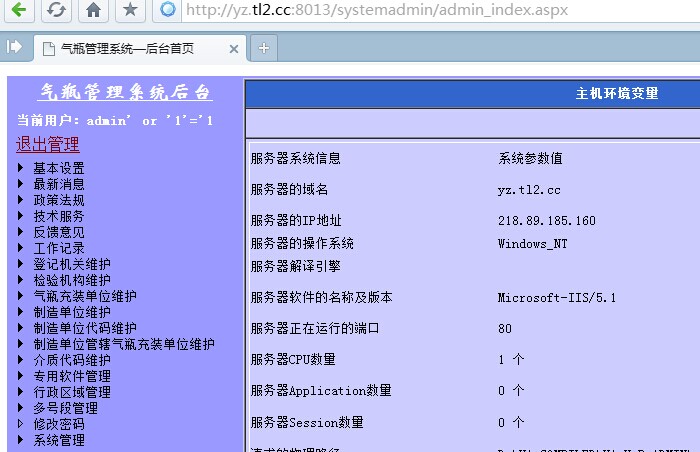 http://yz.tl2.cc:8013/systemadmin/admin_index.aspx
气瓶管理系统—后台首页
气瓶管理系统后台
当前用户：admin' or '1'='1
退出管理
基本设置
最新消息
政策法规
技术服务
反馈意见
工作记录
登记机关维护
检验机构维护
气瓶充装单位维护
制造单位维护
制造单位代码维护
制造单位管辖气瓶充装单位维护
介质代码维护
专用软件管理
行政区域管理
多号段管理
修改密码
系统管理
主机环境变量
服务器系统信息 系统参数值
服务器的域名 yz.tl2.cc
服务器的IP地址 218.89.185.160
服务器的操作系统 Windows_NT
服务器解译引擎
服务器软件的名称及版本 Microsoft-IIS/5.1
服务器正在运行的端口 80
服务器CPU数量 1 个
服务器Application数量 0 个
服务器Session数量 0 个
请求的物理路径